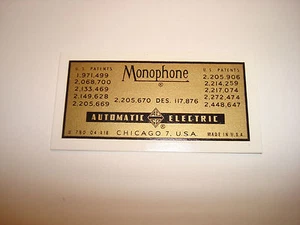 U.S. PATENTS Monophone U.S. PATENTS
1,971,499 ® 2,205,906
2,068,700 2,214,259
2,133,469 2,217,074
2,149,628 2,272,474
2,205,669 2,205,670 DES. 117,876 2,448,647
AUTOMATIC ELECTRIC
CHICAGO 7, U.S.A. MADE IN U.S.A.